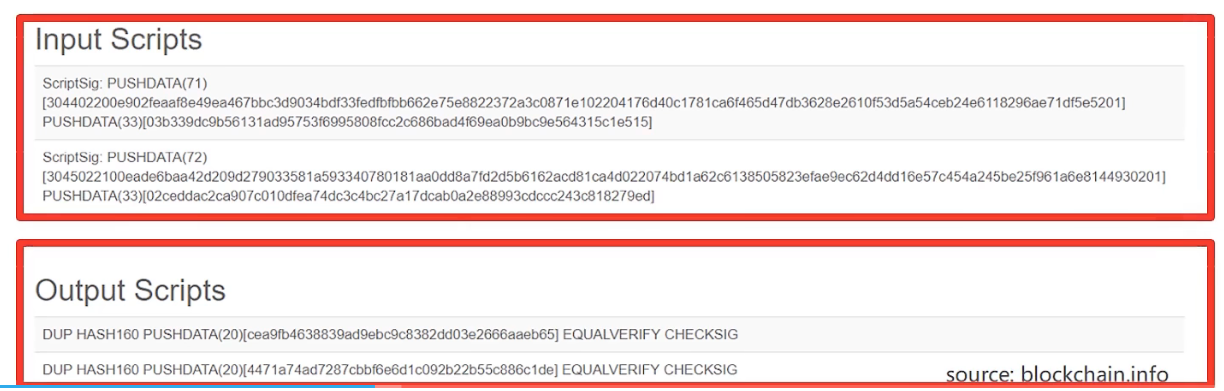 Input Scripts
ScriptSig: PUSHDATA(71)
[304402200e902feaaf8e49ea467bbc3d9034bdf33fedfbfbb662e75e8822372a3c0871e102204176d40c1781ca6f465d47db3628e2610f53d5a54ceb24e6118296ae71df5e5201]
PUSHDATA(33)[03b339dc9b56131ad95753f6995808fcc2c686bad4f69ea0b9bc9e564315c1e515]
ScriptSig: PUSHDATA(72)
[3045022100eade6baa42d209d279033581a593340780181aa0dd8a7fd2d5b6162acd81ca4d022074bd1a62c6138505823efae9ec62d4dd16e57c454a245be25f961a6e8144930201]
PUSHDATA(33)[02ceddac2ca907c010dfea74dc3c4bc27a17dcab0a2e88993cdccc243c818279ed]
Output Scripts
DUP HASH160 PUSHDATA(20)[cea9fb4638839ad9ebc9c8382dd03e2666aaeb65] EQUALVERIFY CHECKSIG
DUP HASH160 PUSHDATA(20)[4471a74ad7287cbbf6e6d1c092b22b55c886c1de] EQUALVERIFY CHECKSIG
source: blockchain.info